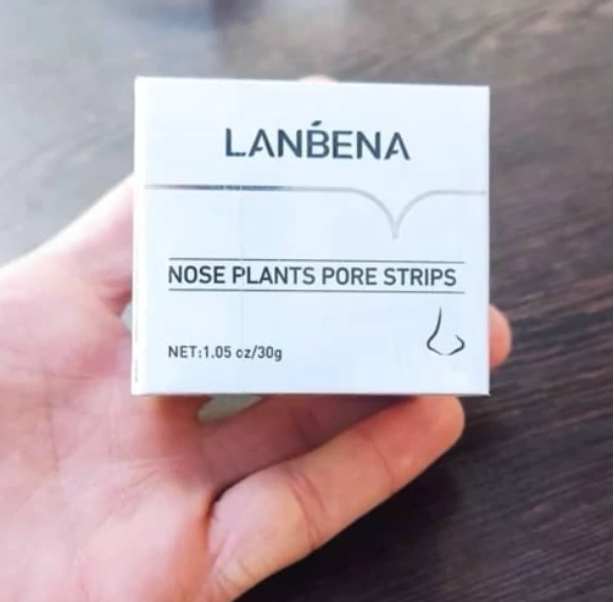 LANBENA
NOSE PLANTS PORE STRIPS
NET:1.05 oz/30g